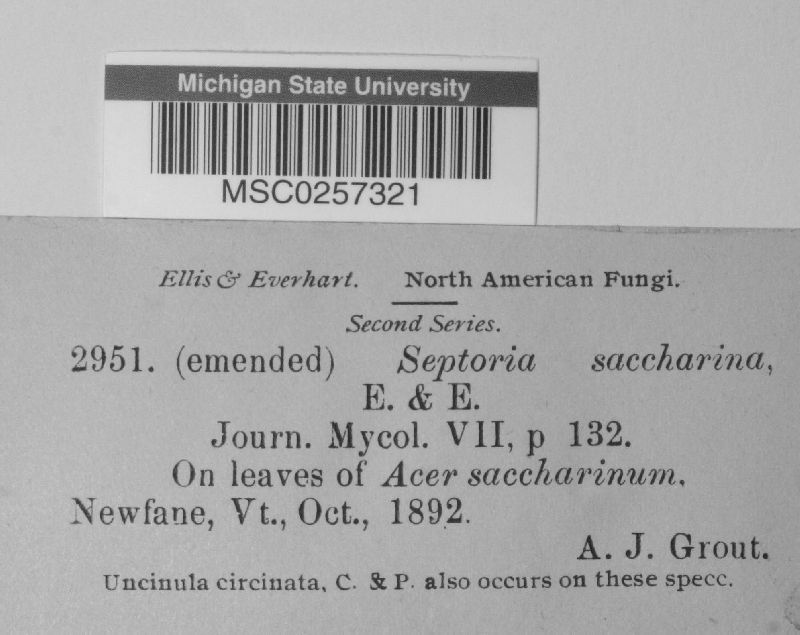 Michigan State University
MSC0257321
Ellis & Everhart. North American Fungi.
Second Series.
2951. (emended) Septoria saccharina,
E. & E.
Journ. Mycol. VII, p 132.
On leaves of Acer saccharinum.
Newfane, Vt., Oct., 1892.
A. J. Grout.
Uncinula circinata, C. & P. also occurs on these specc.